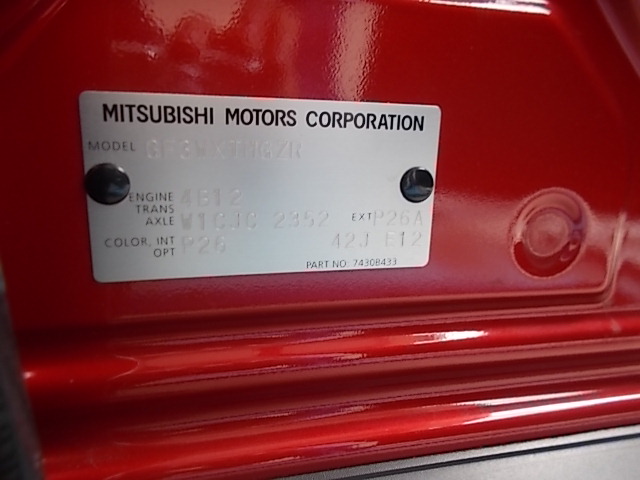 MITSUBISHI MOTORS CORPORATION
MODEL
ENGINE 4B12
TRANS
AXLE W1CJC 2352 EXT P26A
COLOR, INT
OPT P26 42J E12
PART NO. 7430B433